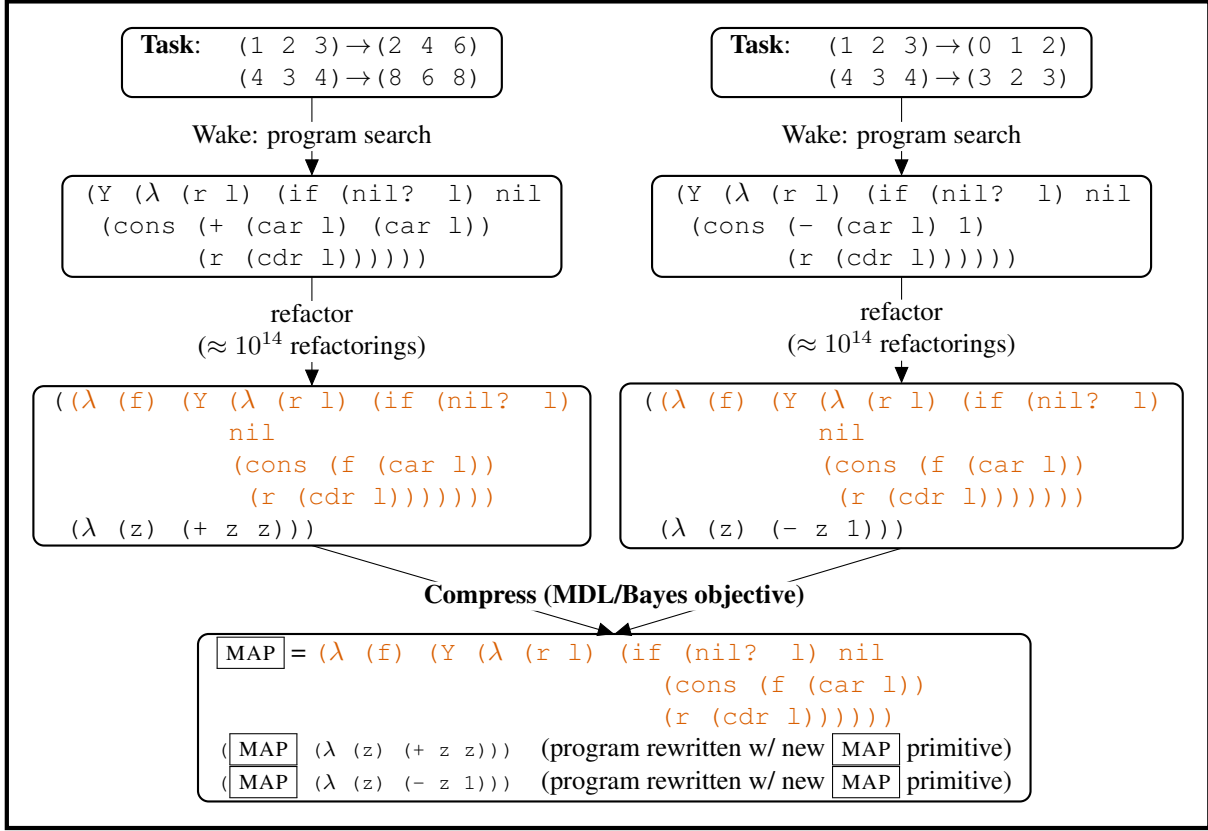 Task: (1 2 3)→(2 4 6)
(4 3 4)→(8 6 8)
Wake: program search
(Y (λ (r l) (if (nil? l) nil
(cons (+ (car l) (car l))
(r (cdr l))))))
refactor
(≈ 10^14 refactorings)
((λ (f) (Y (λ (r l) (if (nil? l)
nil
(cons (f (car l))
(r (cdr l)))))))
(λ (z) (+ z z)))
Task: (1 2 3)→(0 1 2)
(4 3 4)→(3 2 3)
Wake: program search
(Y (λ (r l) (if (nil? l) nil
(cons (- (car l) 1)
(r (cdr l))))))
refactor
(≈ 10^14 refactorings)
((λ (f) (Y (λ (r l) (if (nil? l)
nil
(cons (f (car l))
(r (cdr l)))))))
(λ (z) (- z 1)))
Compress (MDL/Bayes objective)
MAP = (λ (f) (Y (λ (r l) (if (nil? l) nil
(cons (f (car l))
(r (cdr l))))))
(MAP (λ (z) (+ z z))) (program rewritten w/ new MAP primitive)
(MAP (λ (z) (- z 1))) (program rewritten w/ new MAP primitive)